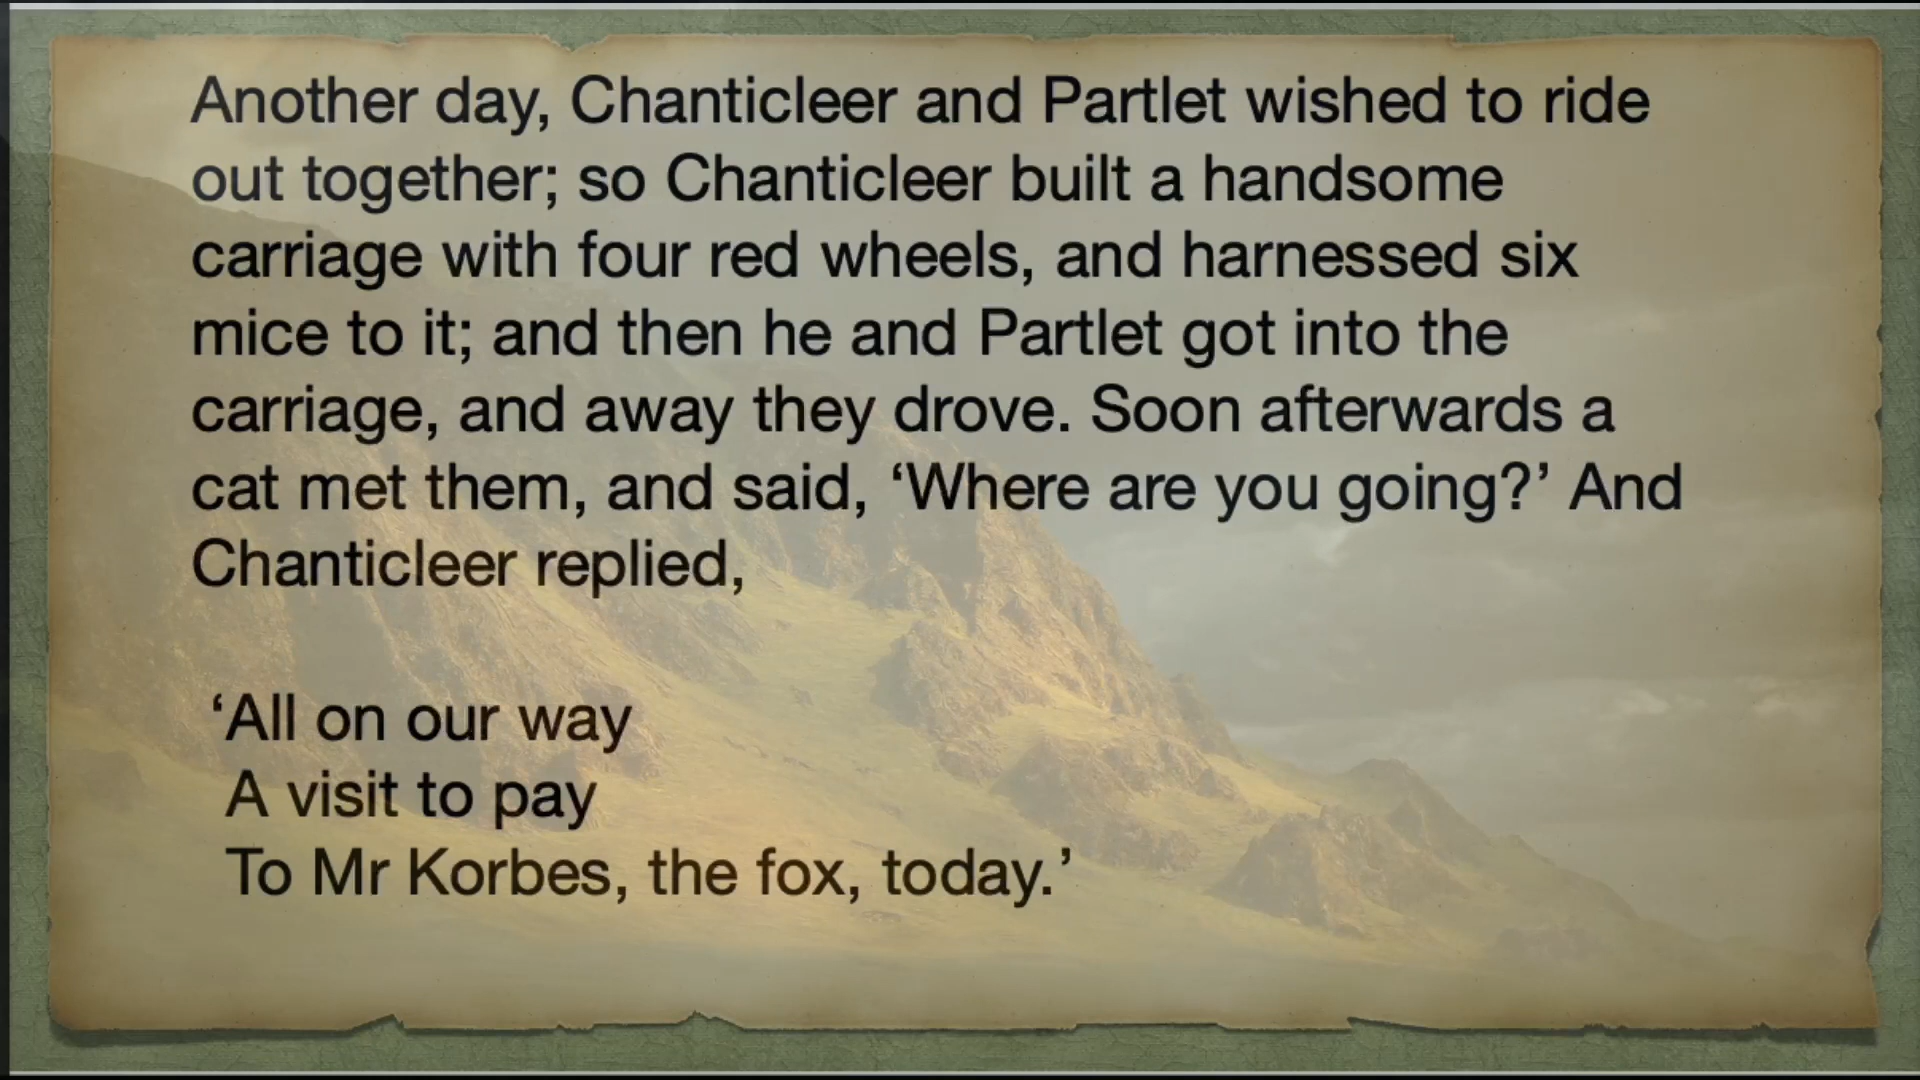 Another day, Chanticleer and Partlet wished to ride
out together; so Chanticleer built a handsome
carriage with four red wheels, and harnessed six
mice to it; and then he and Partlet got into the
carriage, and away they drove. Soon afterwards a
cat met them, and said, ‘Where are you going?’ And
Chanticleer replied,
‘All on our way
A visit to pay
To Mr Korbes, the fox, today.’